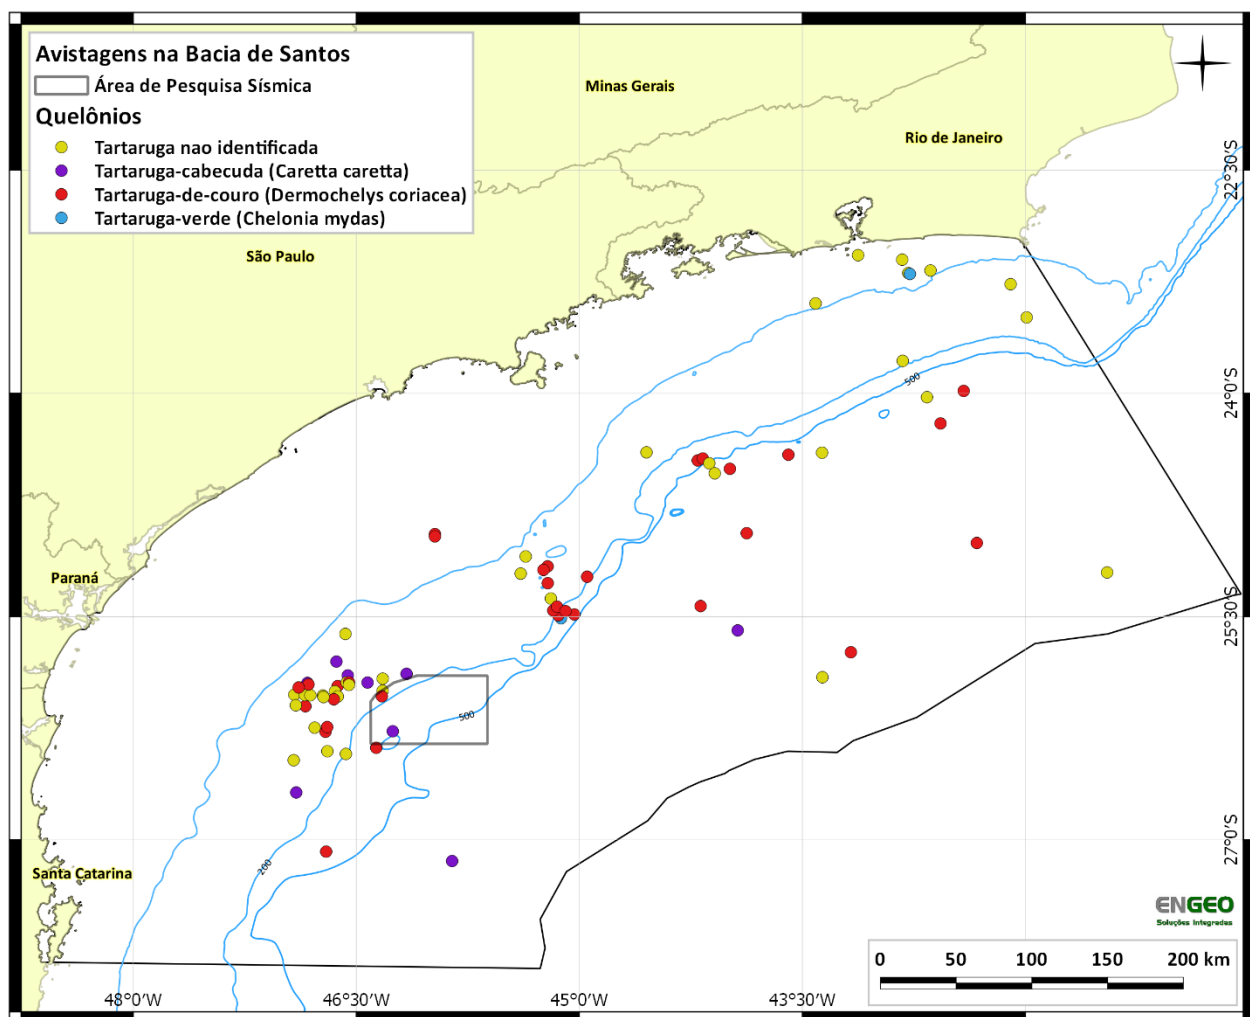 Avistagens na Bacia de Santos
Área de Pesquisa Sísmica
Quelônios
Tartaruga nao identificada
Tartaruga-cabecuda (Caretta caretta)
Tartaruga-de-couro (Dermochelys coriacea)
Tartaruga-verde (Chelonia mydas)
Minas Gerais
Rio de Janeiro
22°30'S
São Paulo
500
24°0'S
Paraná
25°30'S
500
27°0'S
200
Santa Catarina
ENGEO
Soluções Integradas
0 50 100 150 200 km
48°0'W 46°30'W 45°0'W 43°30'W